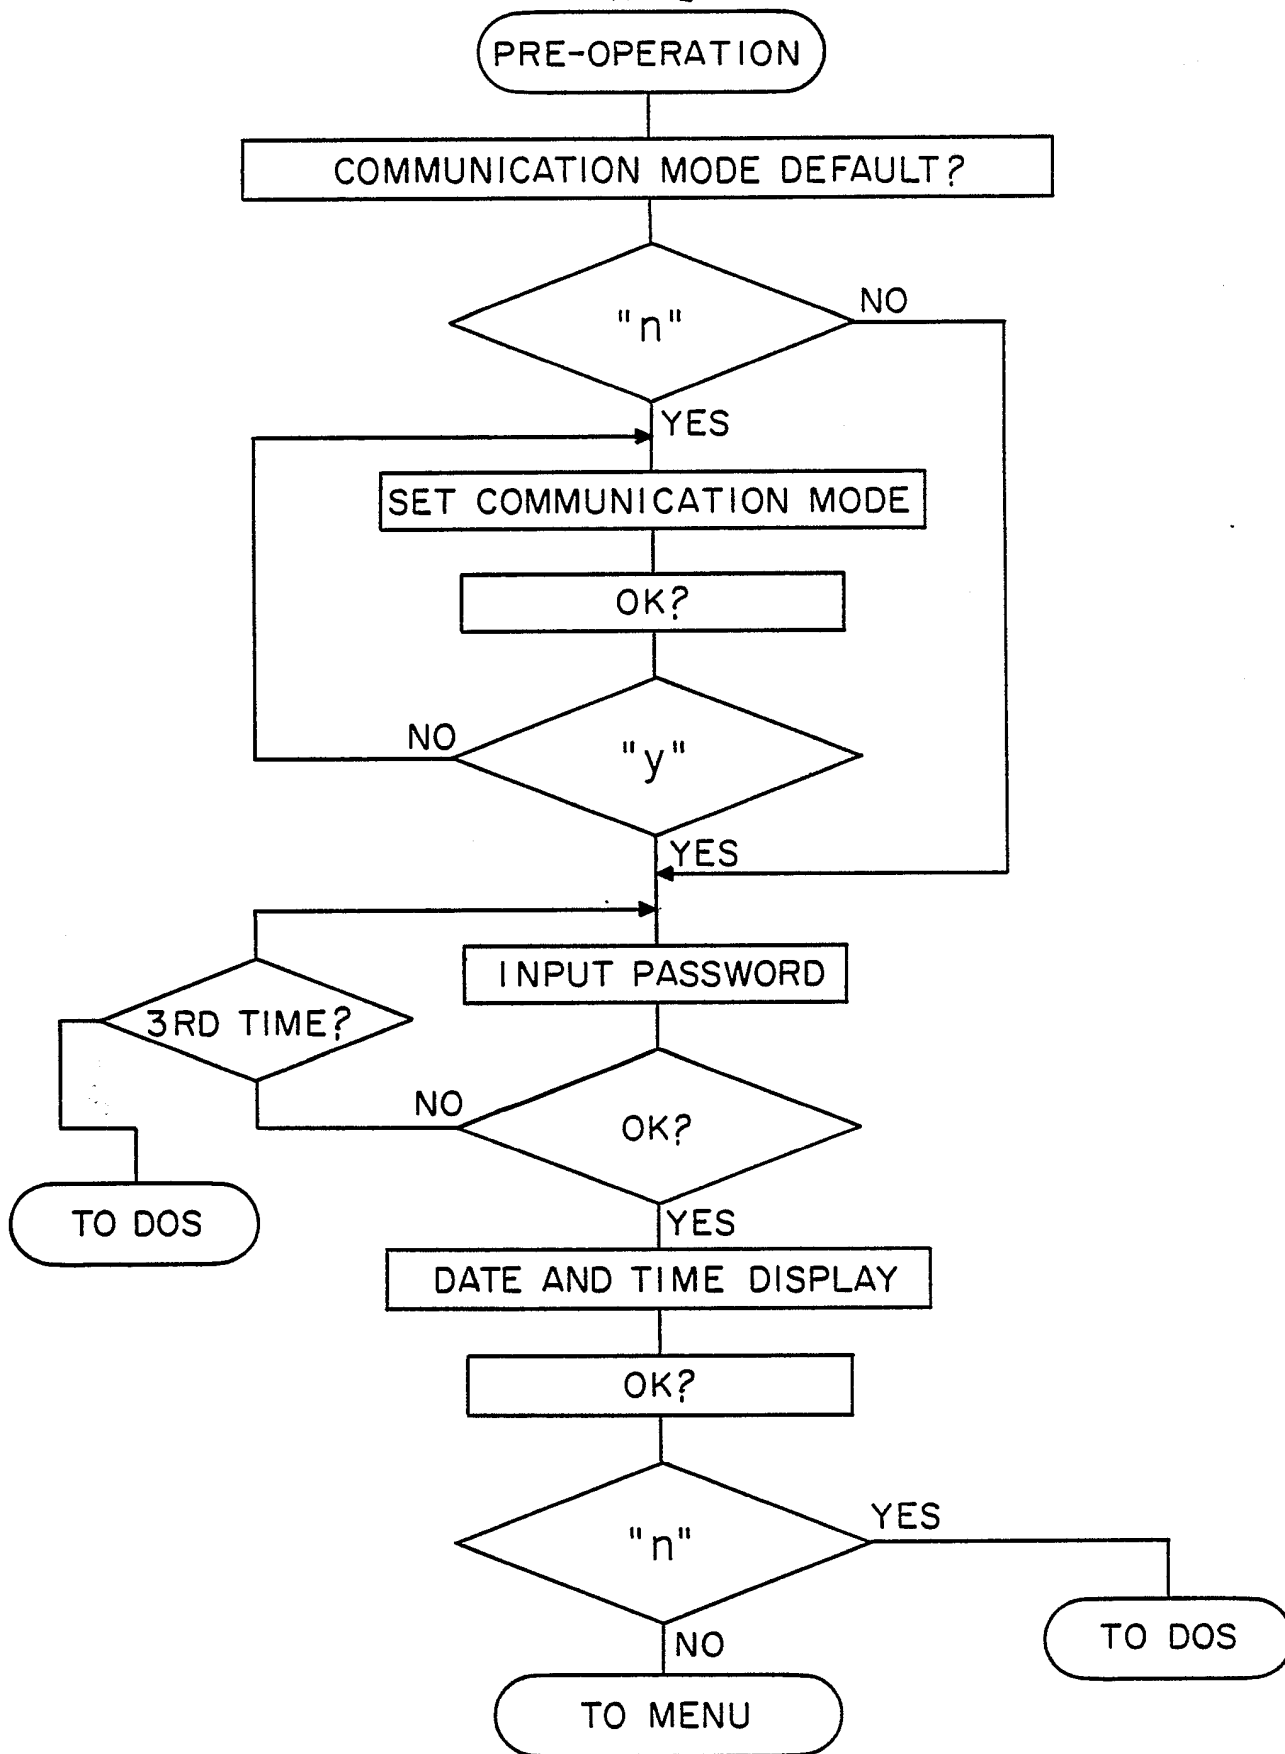 PRE-OPERATION
COMMUNICATION MODE DEFAULT?
"n"
NO
YES
SET COMMUNICATION MODE
OK?
NO
"y"
YES
INPUT PASSWORD
3RD TIME?
NO
OK?
TO DOS
YES
DATE AND TIME DISPLAY
OK?
"n"
YES
NO
TO DOS
TO MENU